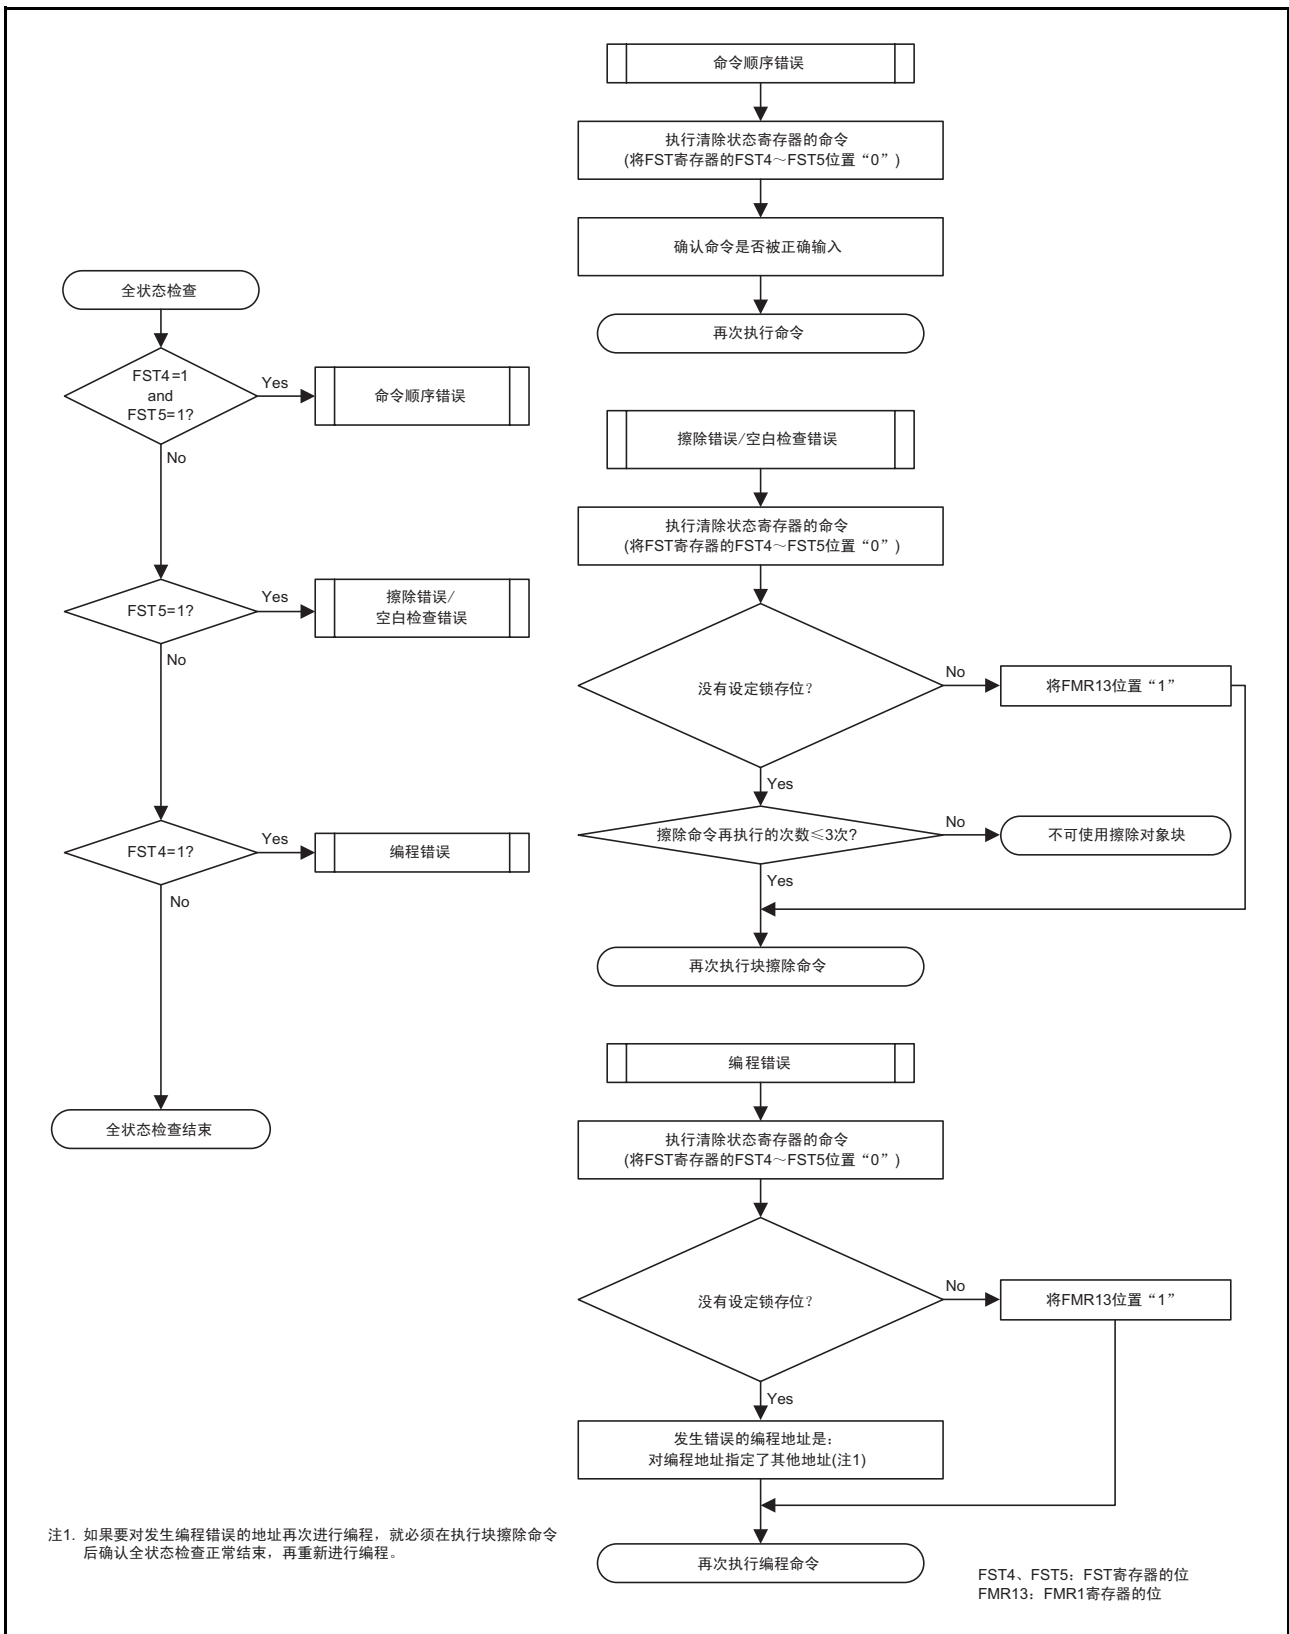 全状态检查
FST4=1
and
FST5=1?
Yes
命令顺序错误
No
FST5=1?
Yes
擦除错误/
空白检查错误
No
FST4=1?
Yes
编程错误
No
全状态检查结束
命令顺序错误
执行清除状态寄存器的命令
(将FST寄存器的FST4～FST5位置“0”)
确认命令是否被正确输入
再次执行命令
擦除错误/空白检查错误
执行清除状态寄存器的命令
(将FST寄存器的FST4～FST5位置“0”)
没有设定锁存位?
No
将FMR13位置“1”
Yes
擦除命令再执行的次数≤3次?
No
不可使用擦除对象块
Yes
再次执行块擦除命令
编程错误
执行清除状态寄存器的命令
(将FST寄存器的FST4～FST5位置“0”)
没有设定锁存位?
No
将FMR13位置“1”
Yes
发生错误的编程地址是：
对编程地址指定了其他地址(注1)
再次执行编程命令
注1. 如果要对发生编程错误的地址再次进行编程，就必须在执行块擦除命令
后确认全状态检查正常结束，再重新进行编程。
FST4、FST5：FST寄存器的位
FMR13：FMR1寄存器的位